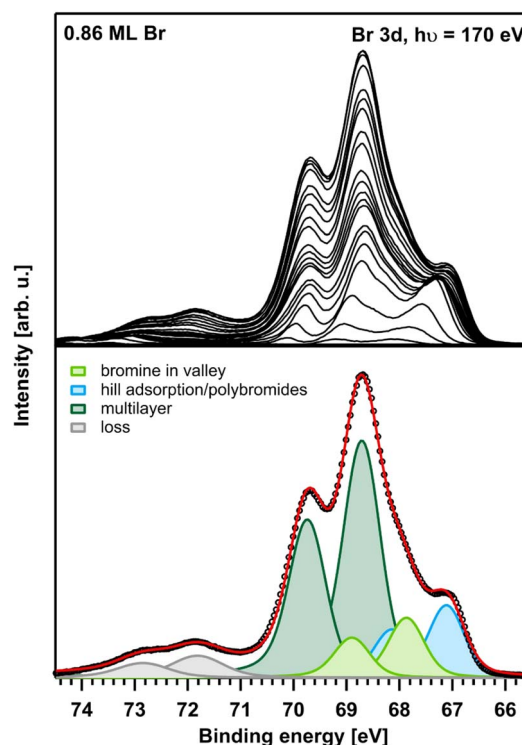 0.86 ML Br
Br 3d, hυ = 170 eV
Intensity [arb. u.]
bromine in valley
hill adsorption/polybromides
multilayer
loss
74 73 72 71 70 69 68 67 66
Binding energy [eV]